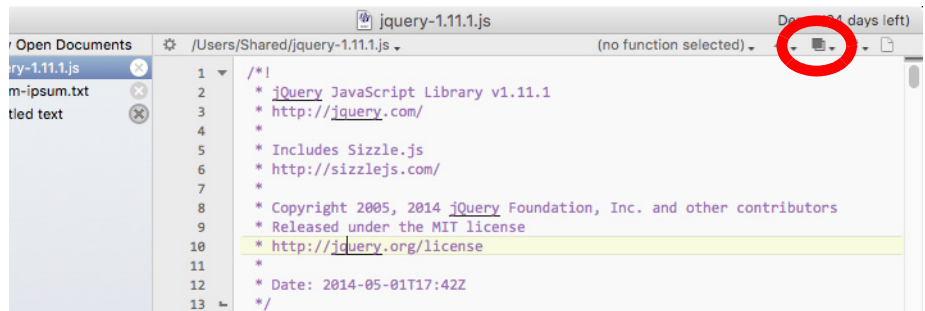 jquery-1.11.1.js
days left)
Open Documents
/Users/Shared/jquery-1.11.1.js
(no function selected)
ry-1.11.1.js
m-ipsum.txt
tled text
1 /*!
2 * jQuery JavaScript Library v1.11.1
3 * http://jquery.com/
4 *
5 * Includes Sizzle.js
6 * http://sizzlejs.com/
7 *
8 * Copyright 2005, 2014 jQuery Foundation, Inc. and other contributors
9 * Released under the MIT license
10 * http://jquery.org/license
11 *
12 * Date: 2014-05-01T17:42Z
13 */